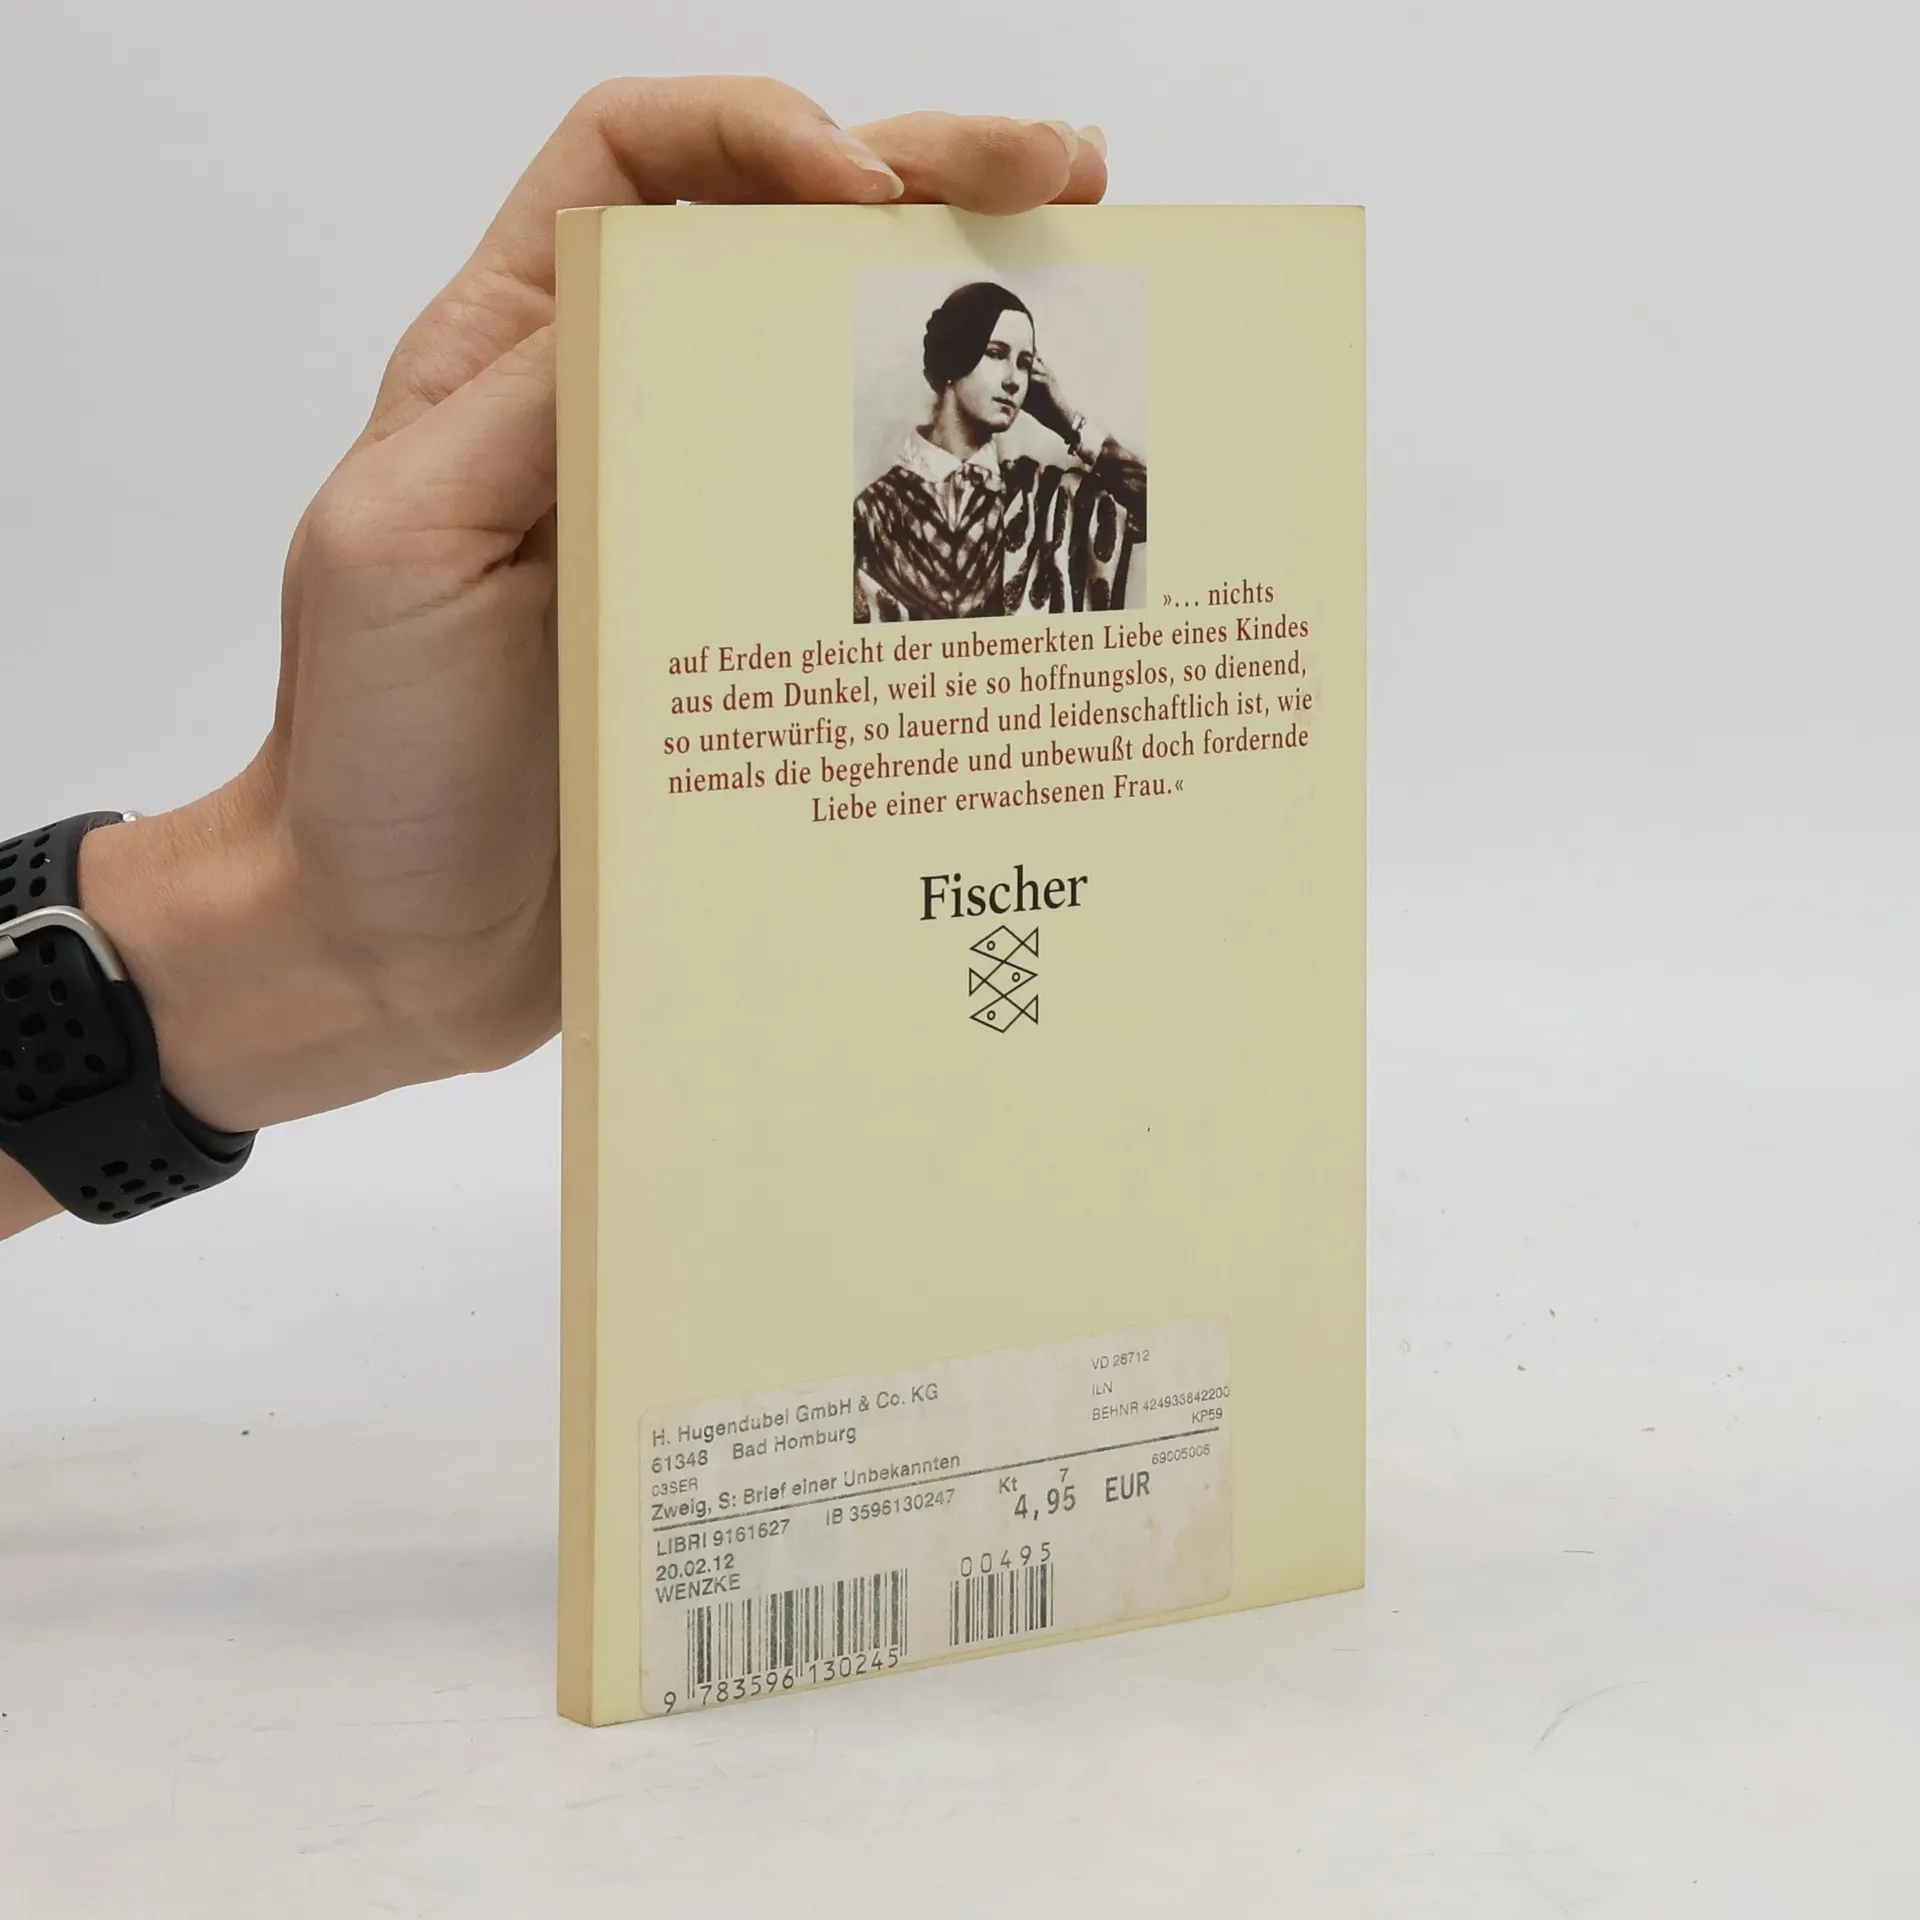 »… nichts
auf Erden gleicht der unbemerkten Liebe eines Kindes
aus dem Dunkel, weil sie so hoffnungslos, so dienend,
so unterwürfig, so lauernd und leidenschaftlich ist, wie
niemals die begehrende und unbewußt doch fordernde
Liebe einer erwachsenen Frau.«
Fischer
H. Hugendubel GmbH & Co. KG
61348 Bad Homburg
03SER
Zweig, S: Brief einer Unbekannten
VD 26712
ILN
BEHNR 424933842200
KP59
LIBRI 9161627 IB 3596130247
Kt 7 69005006
4,95 EUR
20.02.12
WENZKE
00495
9 783596 130245